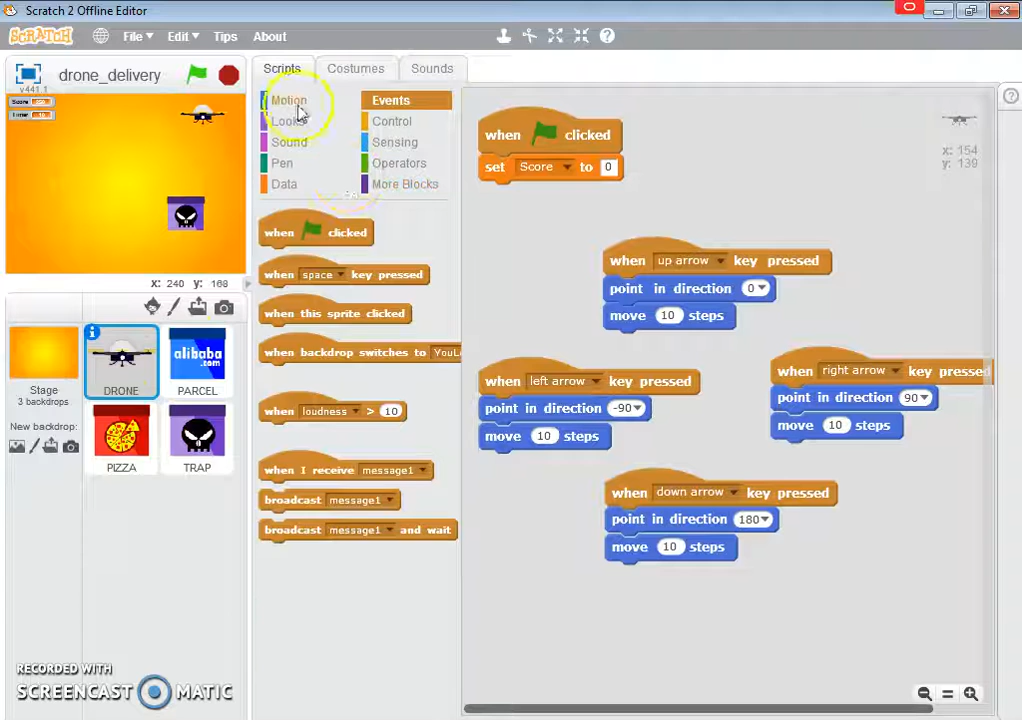 Scratch 2 Offline Editor
SCRATCH File Edit Tips About
drone_delivery
v441.1
Score
Timer
x: 240 y: 168
Stage
3 backdrops
New backdrop:
DRONE
alibaba
.com
PARCEL
PIZZA
TRAP
RECORDED WITH
SCREENCAST MATIC
Scripts Costumes Sounds
Motion Events
Looks Control
Sound Sensing
Pen Operators
Data More Blocks
when clicked
when space key pressed
when this sprite clicked
when backdrop switches to
when loudness > 10
when I receive message1
broadcast message1
broadcast message1 and wait
when clicked
set Score to 0
x: 154
y: 139
when up arrow key pressed
point in direction 0
move 10 steps
when left arrow key pressed
point in direction -90
move 10 steps
when right arrow key pressed
point in direction 90
move 10 steps
when down arrow key pressed
point in direction 180
move 10 steps